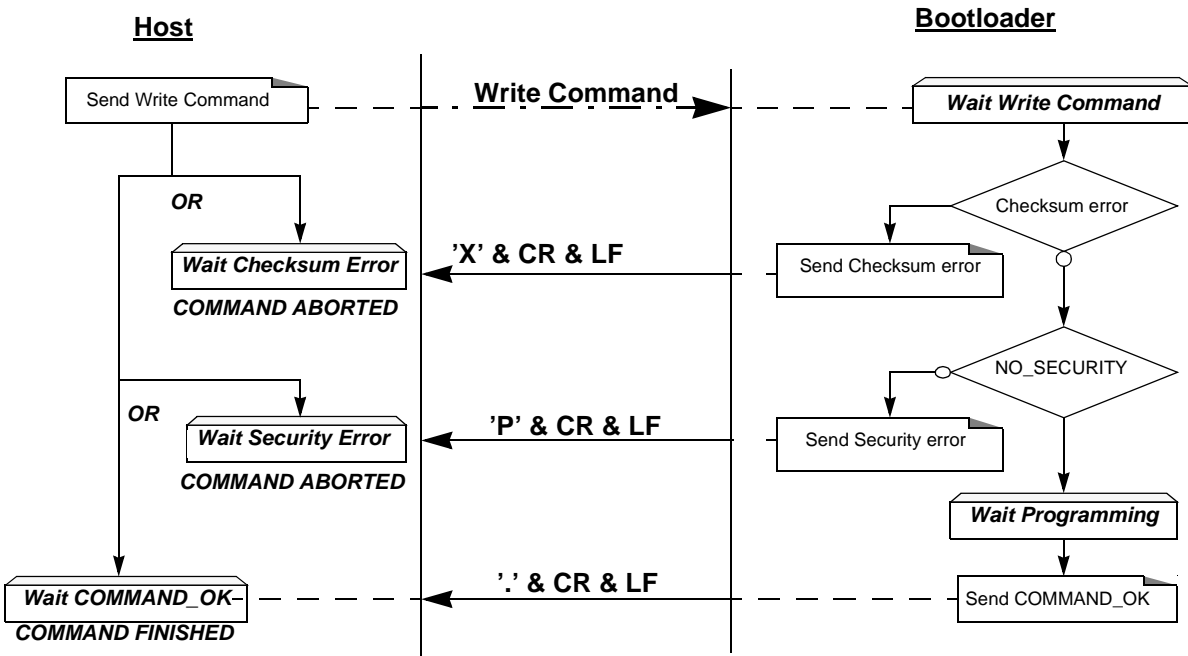 Host
Bootloader
Send Write Command
Write Command
Wait Write Command
OR
Checksum error
Wait Checksum Error
’X’ & CR & LF
Send Checksum error
COMMAND ABORTED
NO_SECURITY
OR
Wait Security Error
’P’ & CR & LF
Send Security error
COMMAND ABORTED
Wait Programming
Wait COMMAND_OK
’.’ & CR & LF
Send COMMAND_OK
COMMAND FINISHED